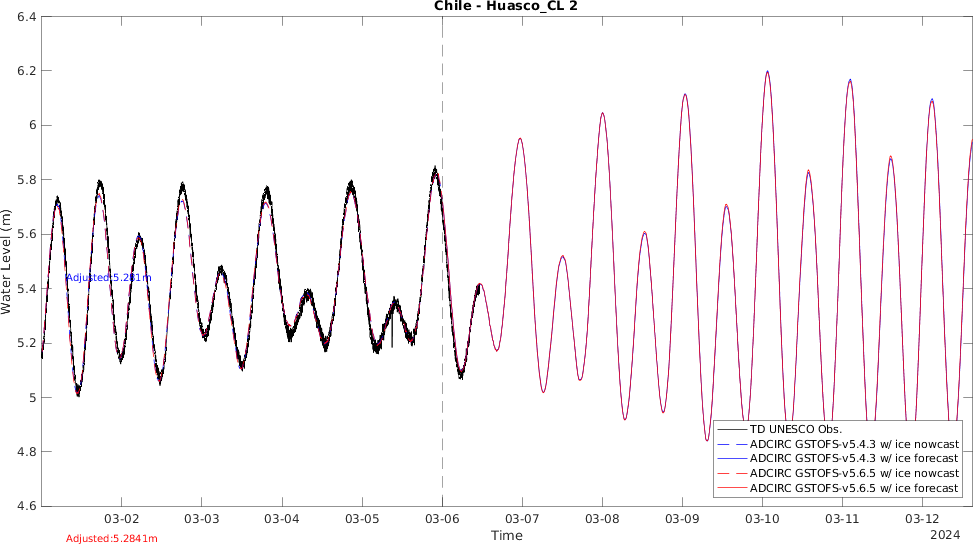 Chile - Huasco_CL 2
Water Level (m)
6.4
6.2
6
5.8
5.6
5.4
5.2
5
4.8
4.6
Adjusted:5.281m
TD UNESCO Obs.
ADCIRC GSTOFS-v5.4.3 w/ ice nowcast
ADCIRC GSTOFS-v5.4.3 w/ ice forecast
ADCIRC GSTOFS-v5.6.5 w/ ice nowcast
ADCIRC GSTOFS-v5.6.5 w/ ice forecast
03-02 03-03 03-04 03-05 03-06 03-07 03-08 03-09 03-10 03-11 03-12
Time
2024
Adjusted:5.2841m